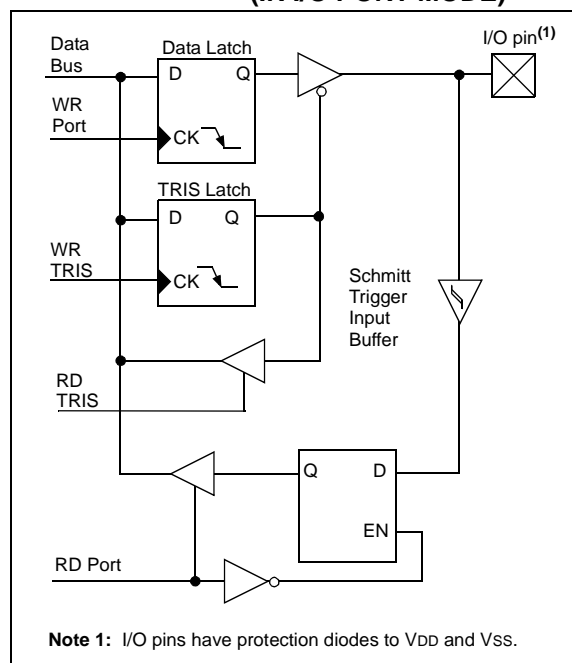 (IN I/O PORT MODE)
Data
Bus
Data Latch
I/O pin(1)
D
Q
WR
Port
CK
TRIS Latch
D
Q
WR
TRIS
CK
Schmitt
Trigger
Input
Buffer
RD
TRIS
Q
D
EN
RD Port
Note 1: I/O pins have protection diodes to VDD and VSS.